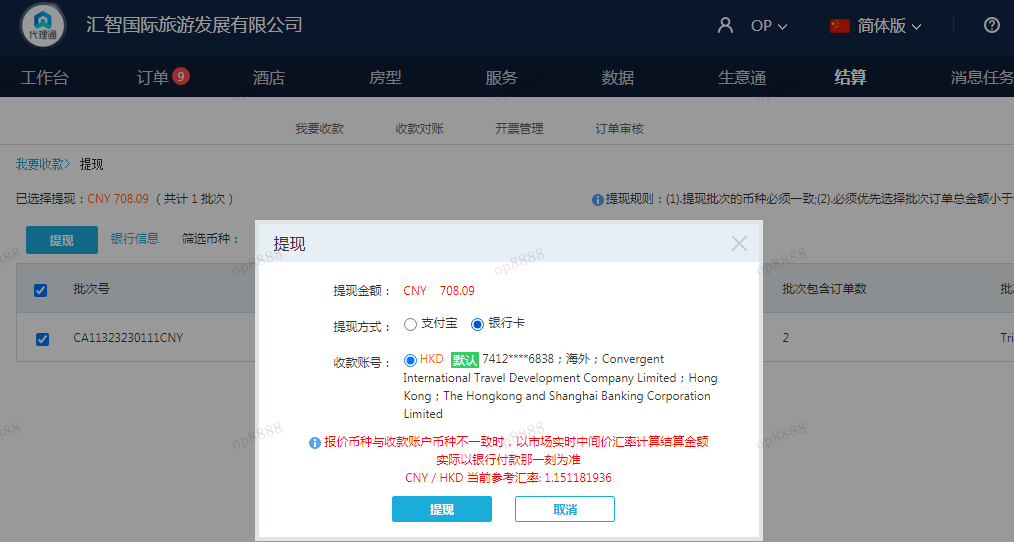 代理通
汇智国际旅游发展有限公司
OP
简体版
工作台 订单 9 酒店 房型 服务 数据 生意通 结算 消息任务
我要收款 收款对账 开票管理 订单审核
我要收款> 提现
已选择提现：CNY 708.09 （ 共计 1 批次 ）
提现规则：(1).提现批次的币种必须一致;(2).必须优先选择批次订单总金额小于
提现 银行信息 筛选币种：
批次号 批次包含订单数 批
CA11323230111CNY 2 Tri
提现
提现金额： CNY 708.09
提现方式： 支付宝 银行卡
收款账号： HKD 默认 7412****6838；海外；Convergent
International Travel Development Company Limited；Hong
Kong；The Hongkong and Shanghai Banking Corporation
Limited
报价币种与收款账户币种不一致时，以市场实时中间价汇率计算结算金额
实际以银行付款那一刻为准
CNY / HKD 当前参考汇率: 1.151181936
提现 取消
op8888
op8888
op8888
op8888
op8888
op8888
op8888
op8888